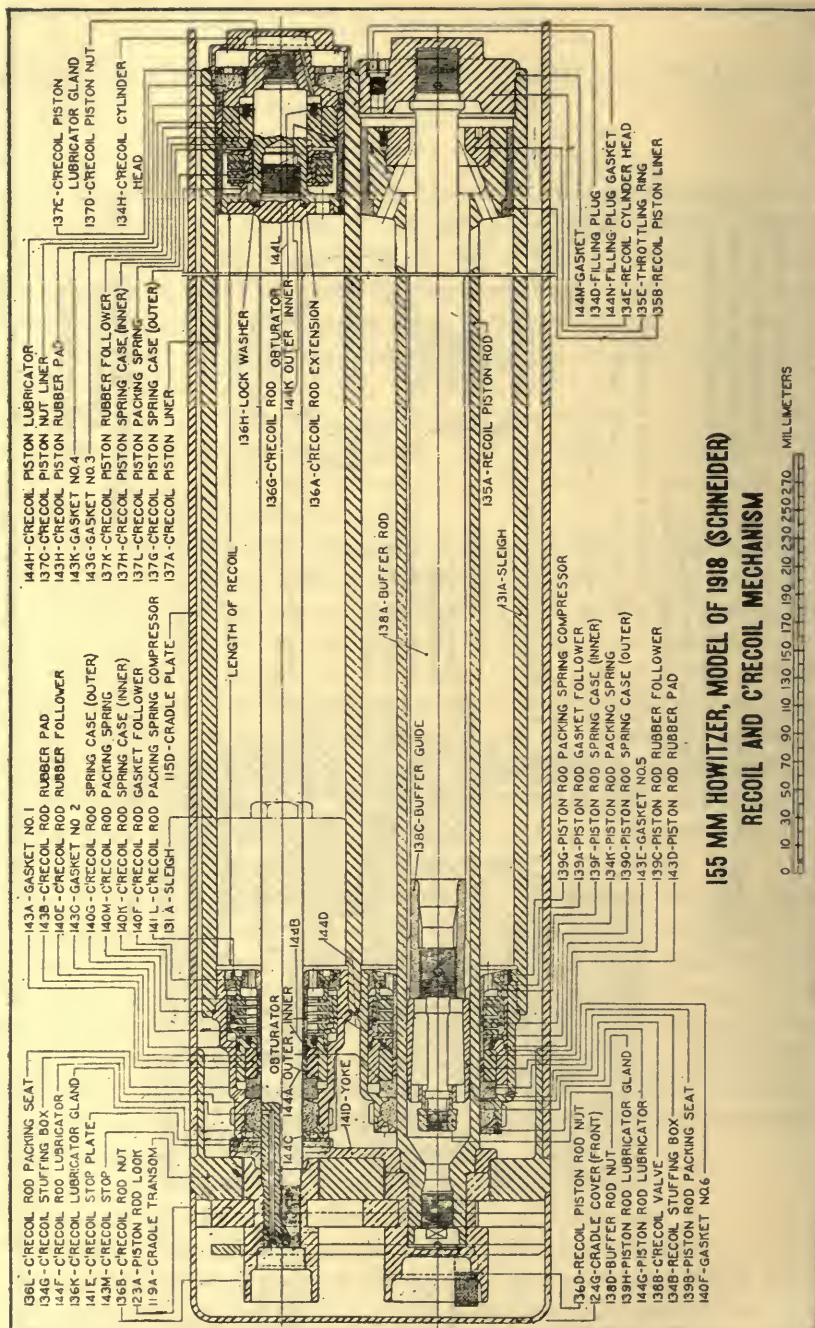 136L-C'RECOIL ROD PACKING SEAT
134G-C'RECOIL STUFFING BOX
144F-C'RECOIL ROD LUBRICATOR
136K-C'RECOIL LUBRICATOR GLAND
141E-C'RECOIL STOP PLATE
143M-C'RECOIL STOP
136B-C'RECOIL ROD NUT
123A-PISTON ROD LOOK
119A-CRADLE TRANSOM
143A-GASKET NO.1
143B-C'RECOIL ROD RUBBER PAD
140E-C'RECOIL ROD RUBBER FOLLOWER
143C-GASKET NO 2
140G-C'RECOIL ROD SPRING CASE (OUTER)
140M-C'RECOIL ROD PACKING SPRING
140K-C'RECOIL ROD SPRING CASE (INNER)
140F-C'RECOIL ROD GASKET FOLLOWER
141L-C'RECOIL ROD PACKING SPRING COMPRESSOR
131A-SLEIGH
115D-CRADLE PLATE
144H-C'RECOIL PISTON LUBRICATOR
137C-C'RECOIL PISTON NUT LINER
143H-C'RECOIL PISTON RUBBER PAD
143K-GASKET NO.4
143G-GASKET NO.3
137K-C'RECOIL PISTON RUBBER FOLLOWER
137H-C'RECOIL PISTON SPRING CASE (INNER)
137L-C'RECOIL PISTON PACKING SPRING
137G-C'RECOIL PISTON SPRING CASE (OUTER)
137A-C'RECOIL PISTON LINER
137E-C'RECOIL PISTON
LUBRICATOR GLAND
137D-C'RECOIL PISTON NUT
134H-C'RECOIL CYLINDER
HEAD
LENGTH OF RECOIL
136H-LOCK WASHER
136G-C'RECOIL ROD OBTURATOR
144K OUTER INNER
144L
136A-C'RECOIL ROD EXTENSION
OBTURATOR
144A-OUTER INNER
144B
144C
144D
141D-YOKE
138A-BUFFER ROD
138C-BUFFER GUIDE
135A-RECOIL PISTON ROD
131A-SLEIGH
136D-RECOIL PISTON ROD NUT
124G-CRADLE COVER (FRONT)
138D-BUFFER ROD NUT
139H-PISTON ROD LUBRICATOR GLAND
144G-PISTON ROD LUBRICATOR
138B-C'RECOIL VALVE
134B-RECOIL STUFFING BOX
139B-PISTON ROD PACKING SEAT
140F-GASKET NO.6
139G-PISTON ROD PACKING SPRING COMPRESSOR
139A-PISTON ROD GASKET FOLLOWER
139F-PISTON ROD SPRING CASE (INNER)
134K-PISTON ROD PACKING SPRING
139D-PISTON ROD SPRING CASE (OUTER)
143E-GASKET NO.5
139C-PISTON ROD RUBBER FOLLOWER
143D-PISTON ROD RUBBER PAD
144M-GASKET
134D-FILLING PLUG
144N-FILLING PLUG GASKET
134E-RECOIL CYLINDER HEAD
135E-THROTTLING RING
135B-RECOIL PISTON LINER
155 MM HOWITZER, MODEL OF 1918 (SCHNEIDER)
RECOIL AND C'RECOIL MECHANISM
0 10 30 50 70 90 110 130 150 170 190 210 230 250 270 MILLIMETERS